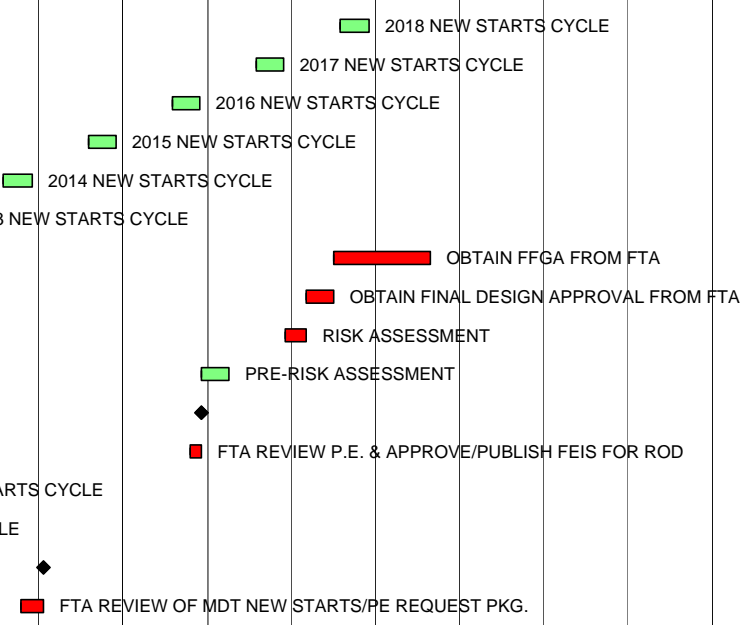 2018 NEW STARTS CYCLE
2017 NEW STARTS CYCLE
2016 NEW STARTS CYCLE
2015 NEW STARTS CYCLE
2014 NEW STARTS CYCLE
NEW STARTS CYCLE
OBTAIN FFGA FROM FTA
OBTAIN FINAL DESIGN APPROVAL FROM FTA
RISK ASSESSMENT
PRE-RISK ASSESSMENT
FTA REVIEW P.E. & APPROVE/PUBLISH FEIS FOR ROD
ARTS CYCLE
LE
FTA REVIEW OF MDT NEW STARTS/PE REQUEST PKG.